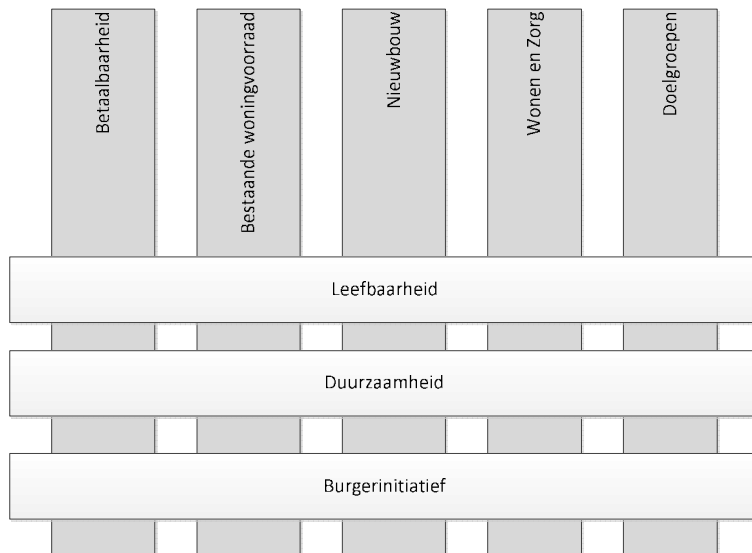 Betaalbaarheid
Bestaande woningvoorraad
Nieuwbouw
Wonen en Zorg
Doelgroepen
Leefbaarheid
Duurzaamheid
Burgerinitiatief